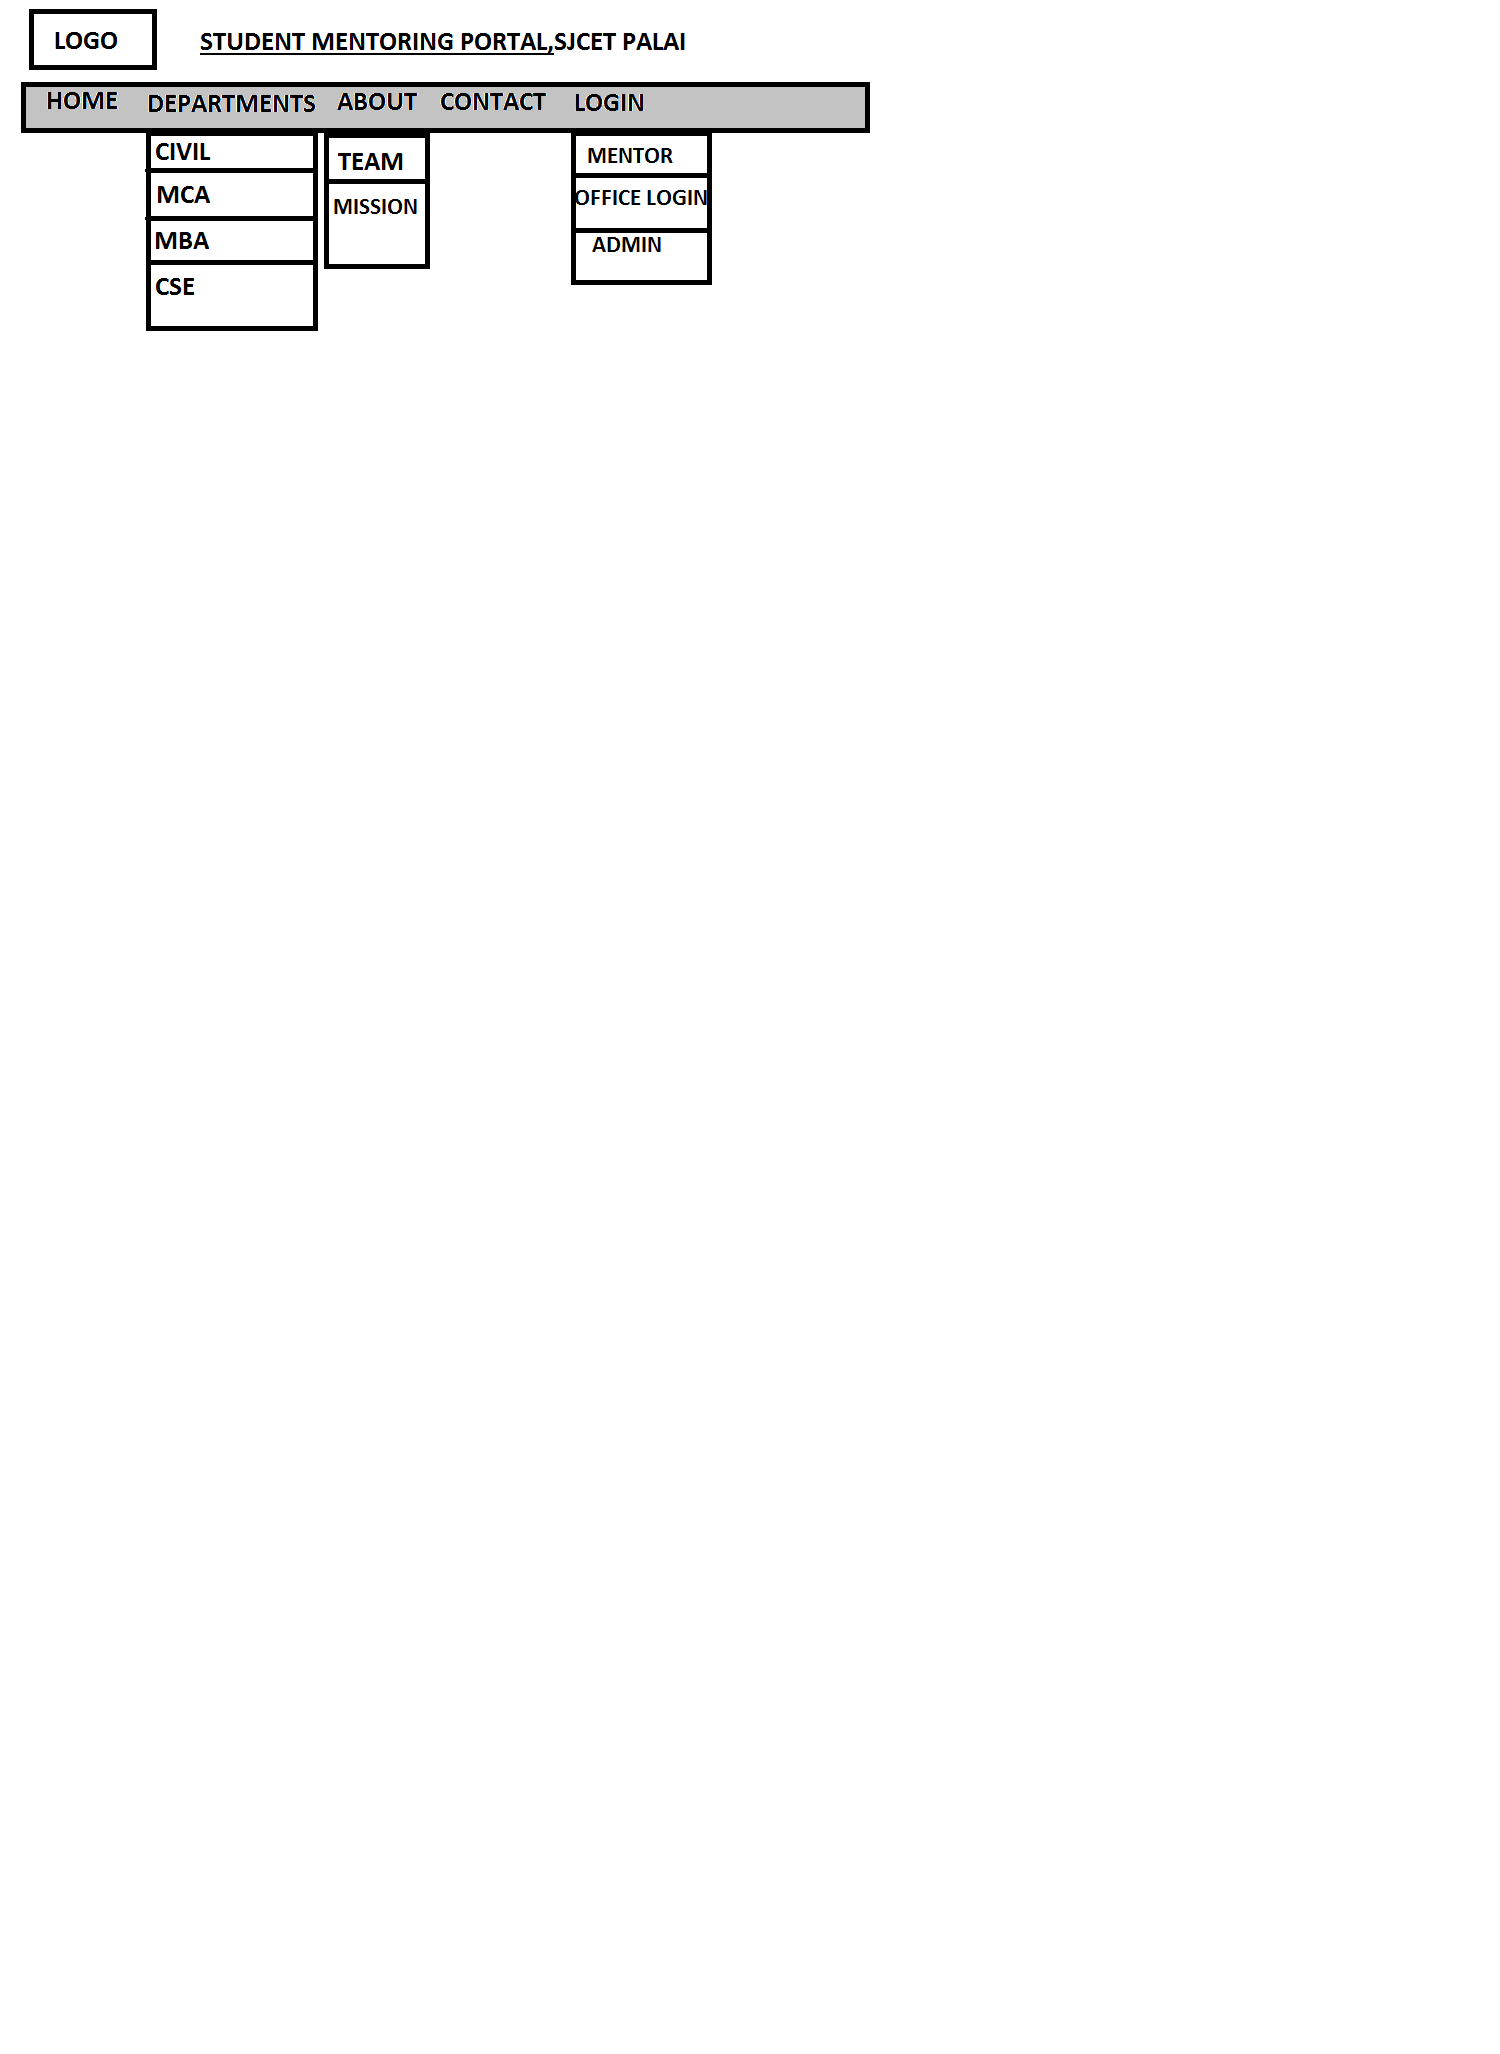 LOGO
STUDENT MENTORING PORTAL,SJCET PALAI
HOME DEPARTMENTS ABOUT CONTACT LOGIN
CIVIL
MCA
MBA
CSE
TEAM
MISSION
MENTOR
OFFICE LOGIN
ADMIN